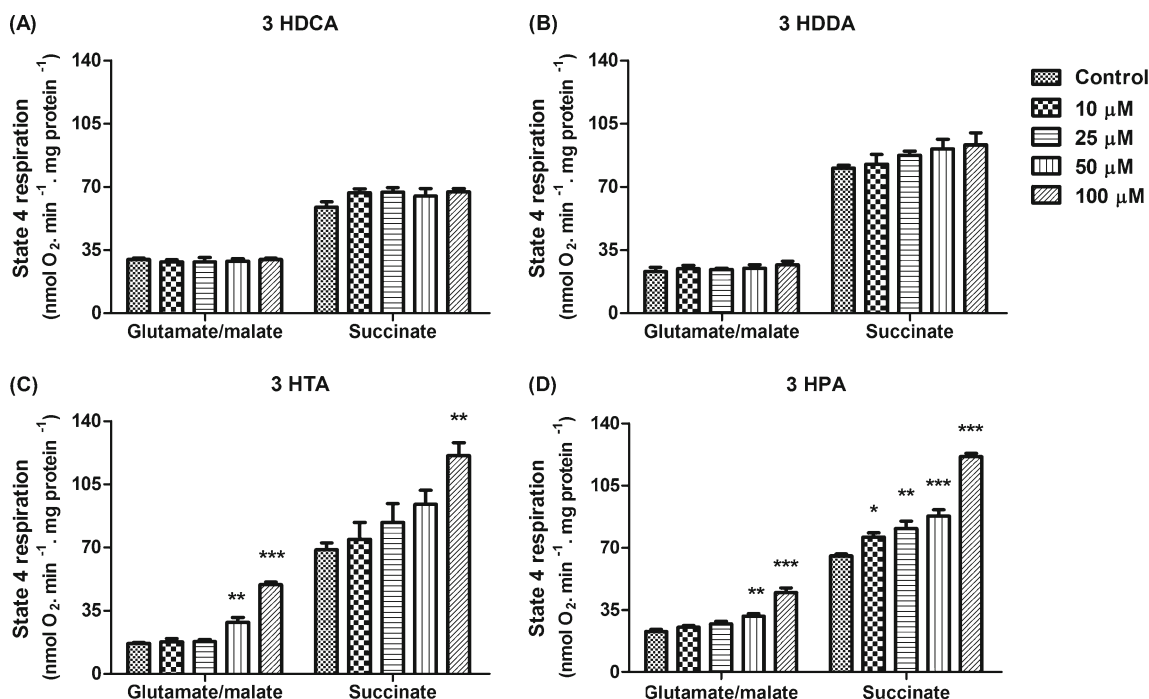 (A) 3 HDCA
State 4 respiration
(nmol O2. min -1. mg protein -1)
140
105
70
35
0
Glutamate/malate Succinate
(B) 3 HDDA
State 4 respiration
(nmol O2. min -1. mg protein -1)
140
105
70
35
0
Glutamate/malate Succinate
Control
10 μM
25 μM
50 μM
100 μM
(C) 3 HTA
State 4 respiration
(nmol O2. min -1. mg protein -1)
140
105
70
35
0
**
***
**
Glutamate/malate Succinate
(D) 3 HPA
State 4 respiration
(nmol O2. min -1. mg protein -1)
140
105
70
35
0
**
***
*
**
***
***
Glutamate/malate Succinate